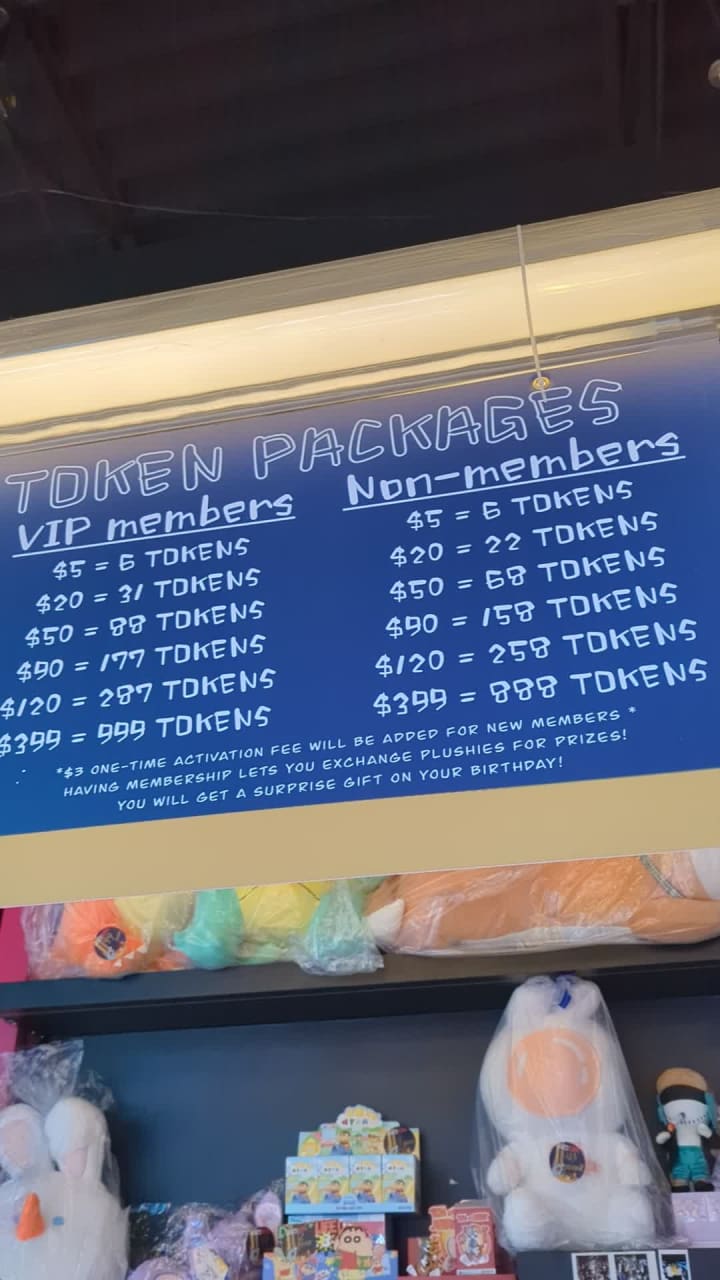 TOKEN PACKAGES
VIP members
$5 = 6 TOKENS
$20 = 31 TOKENS
$50 = 88 TOKENS
$90 = 177 TOKENS
$120 = 287 TOKENS
$399 = 999 TOKENS
Non-members
$5 = 6 TOKENS
$20 = 22 TOKENS
$50 = 68 TOKENS
$90 = 158 TOKENS
$120 = 258 TOKENS
$399 = 888 TOKENS
*$3 ONE-TIME ACTIVATION FEE WILL BE ADDED FOR NEW MEMBERS *
HAVING MEMBERSHIP LETS YOU EXCHANGE PLUSHIES FOR PRIZES!
YOU WILL GET A SURPRISE GIFT ON YOUR BIRTHDAY!